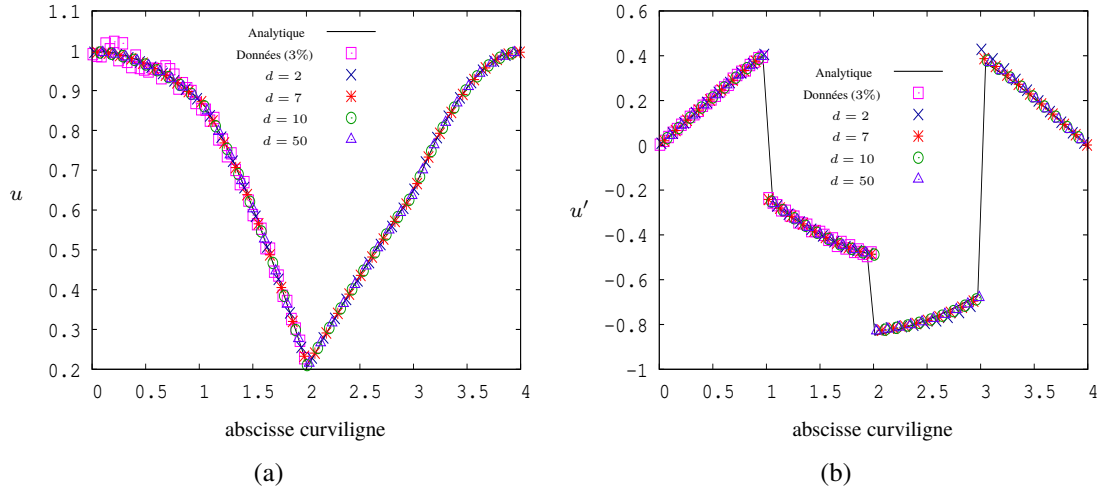 1.1
1
0.9
0.8
0.7
0.6
0.5
0.4
0.3
0.2
u
0 0.5 1 1.5 2 2.5 3 3.5 4
abscisse curviligne
Analytique
Données (3%)
d = 2
d = 7
d = 10
d = 50
(a)
0.6
0.4
0.2
0
−0.2
−0.4
−0.6
−0.8
−1
u′
0 0.5 1 1.5 2 2.5 3 3.5 4
abscisse curviligne
Analytique
Données (3%)
d = 2
d = 7
d = 10
d = 50
(b)